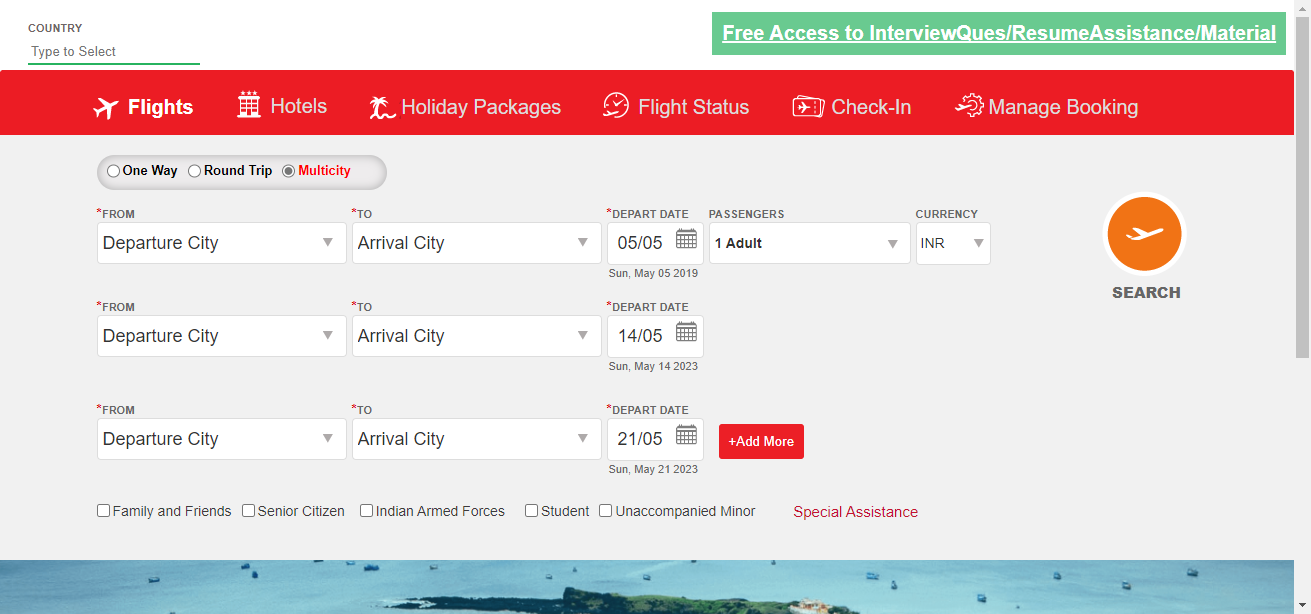 COUNTRY
Type to Select
Free Access to InterviewQues/ResumeAssistance/Material
Flights Hotels Holiday Packages Flight Status Check-In Manage Booking
One Way Round Trip Multicity
*FROM *TO *DEPART DATE PASSENGERS CURRENCY
Departure City Arrival City 05/05 1 Adult INR
Sun, May 05 2019
SEARCH
*FROM *TO *DEPART DATE
Departure City Arrival City 14/05
Sun, May 14 2023
*FROM *TO *DEPART DATE
Departure City Arrival City 21/05 +Add More
Sun, May 21 2023
Family and Friends Senior Citizen Indian Armed Forces Student Unaccompanied Minor Special Assistance